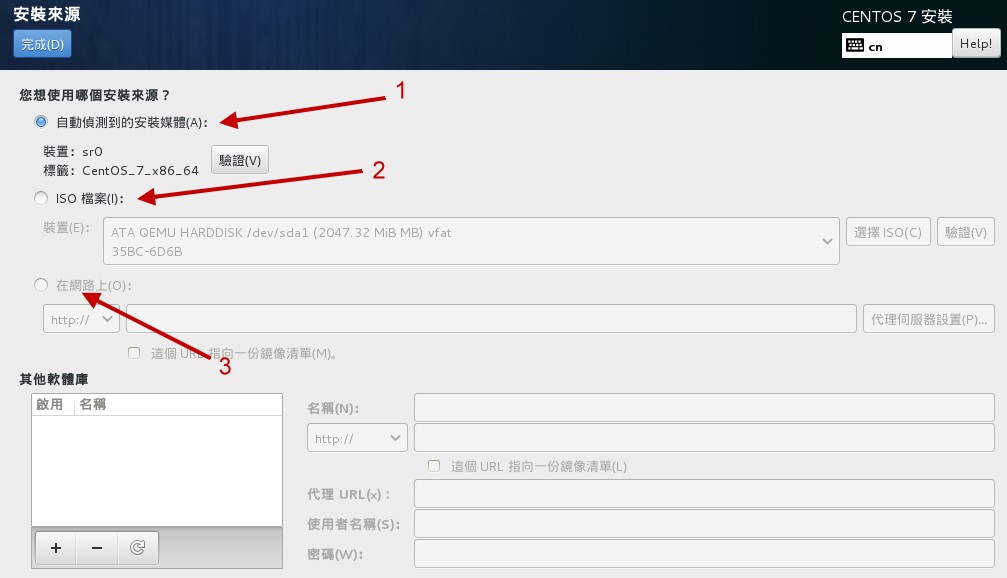 安裝來源
完成(D)
CENTOS 7 安裝
cn
Help!
您想使用哪個安裝來源？
1
自動偵測到的安裝媒體(A):
裝置: sr0
標籤: CentOS_7_x86_64
驗證(V)
2
ISO 檔案(I):
裝置(E):
ATA QEMU HARDDISK /dev/sda1 (2047.32 MiB MB) vfat
35BC-6D6B
選擇 ISO(C)
驗證(V)
在網路上(O):
http://
代理伺服器設置(P)...
這個 URL 指向一份鏡像清單(M)。
3
其他軟體庫
啟用 名稱
名稱(N):
http://
這個 URL 指向一份鏡像清單(L)
代理 URL(x)：
使用者名稱(S):
密碼(W):